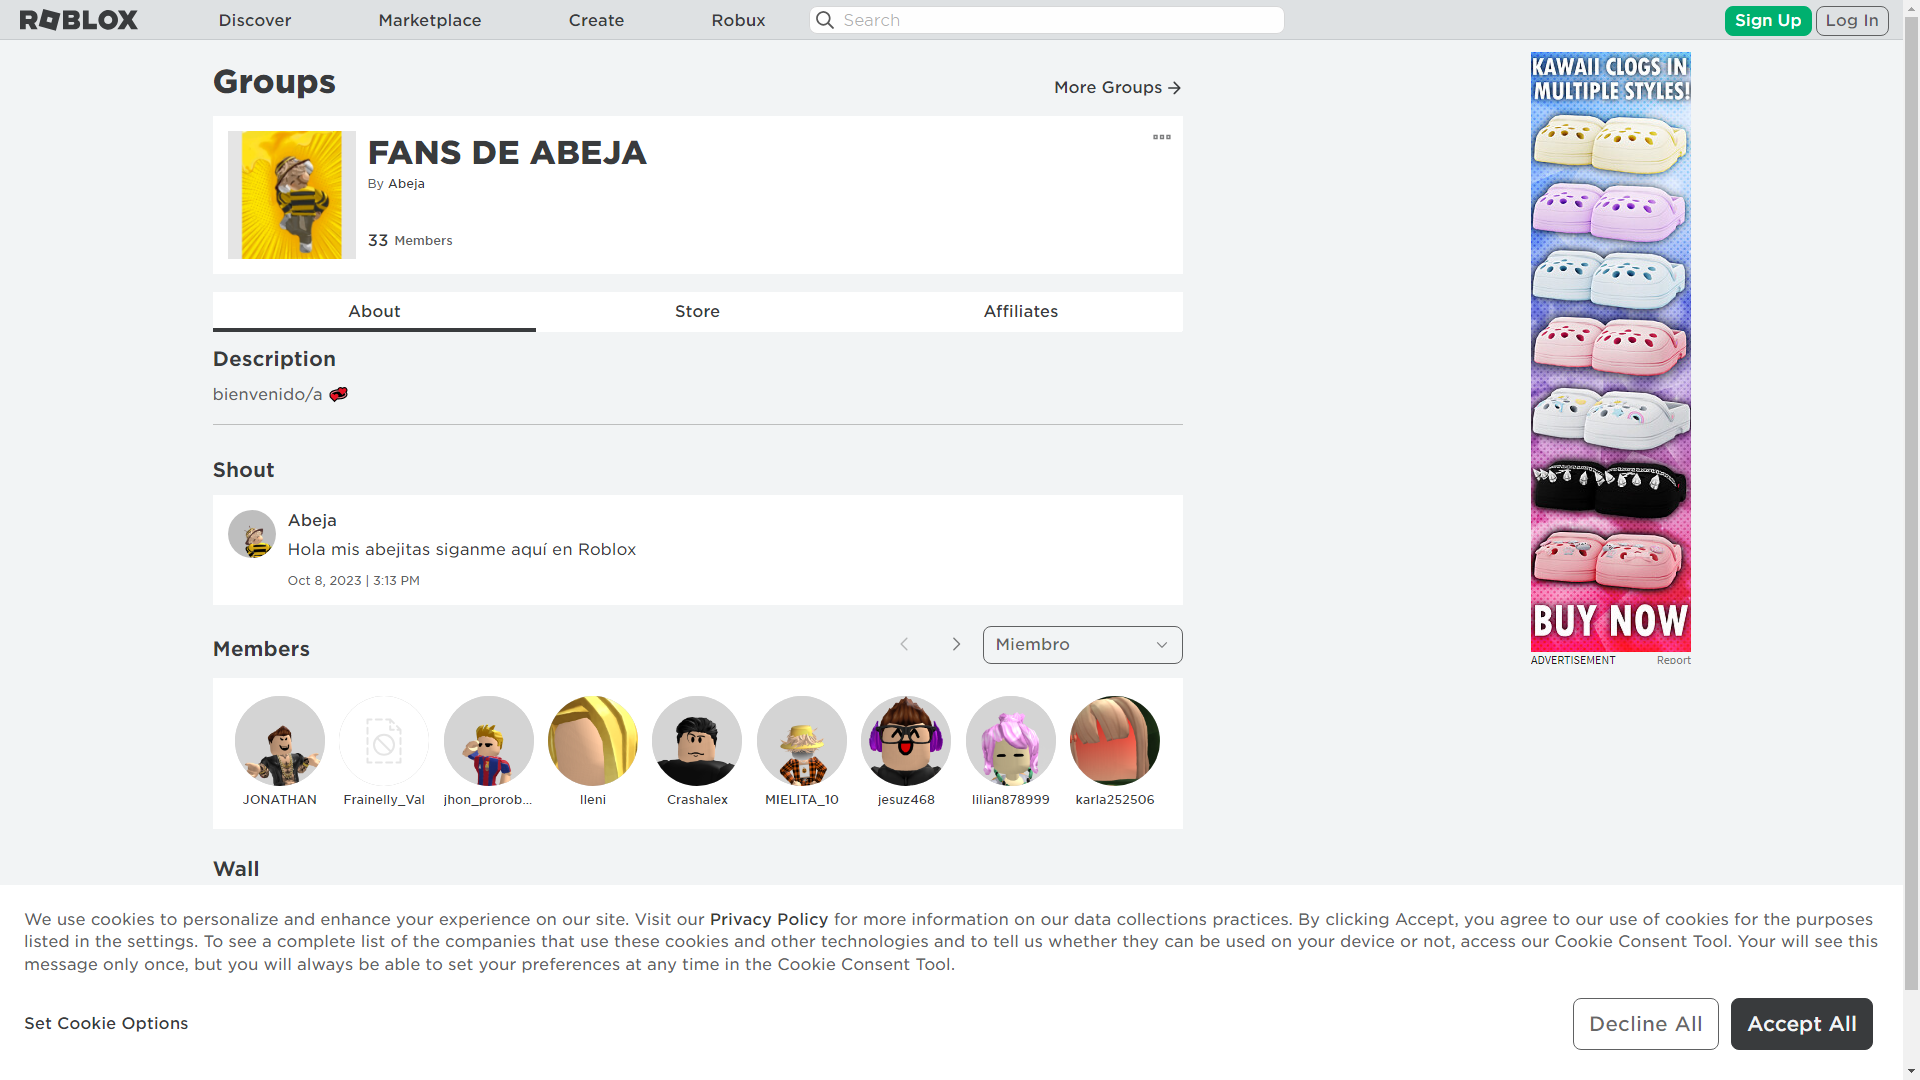 ROBLOX
Discover
Marketplace
Create
Robux
Search
Sign Up
Log In
Groups
More Groups
FANS DE ABEJA
By Abeja
33 Members
About
Store
Affiliates
Description
bienvenido/a
Shout
Abeja
Hola mis abejitas siganme aquí en Roblox
Oct 8, 2023 | 3:13 PM
Members
Miembro
JONATHAN
Frainelly_Val
jhon_prorob...
lleni
Crashalex
MIELITA_10
jesuz468
lilian878999
karla252506
Wall
KAWAII CLOGS IN
MULTIPLE STYLES!
BUY NOW
ADVERTISEMENT
Report
We use cookies to personalize and enhance your experience on our site. Visit our Privacy Policy for more information on our data collections practices. By clicking Accept, you agree to our use of cookies for the purposes
listed in the settings. To see a complete list of the companies that use these cookies and other technologies and to tell us whether they can be used on your device or not, access our Cookie Consent Tool. Your will see this
message only once, but you will always be able to set your preferences at any time in the Cookie Consent Tool.
Set Cookie Options
Decline All
Accept All